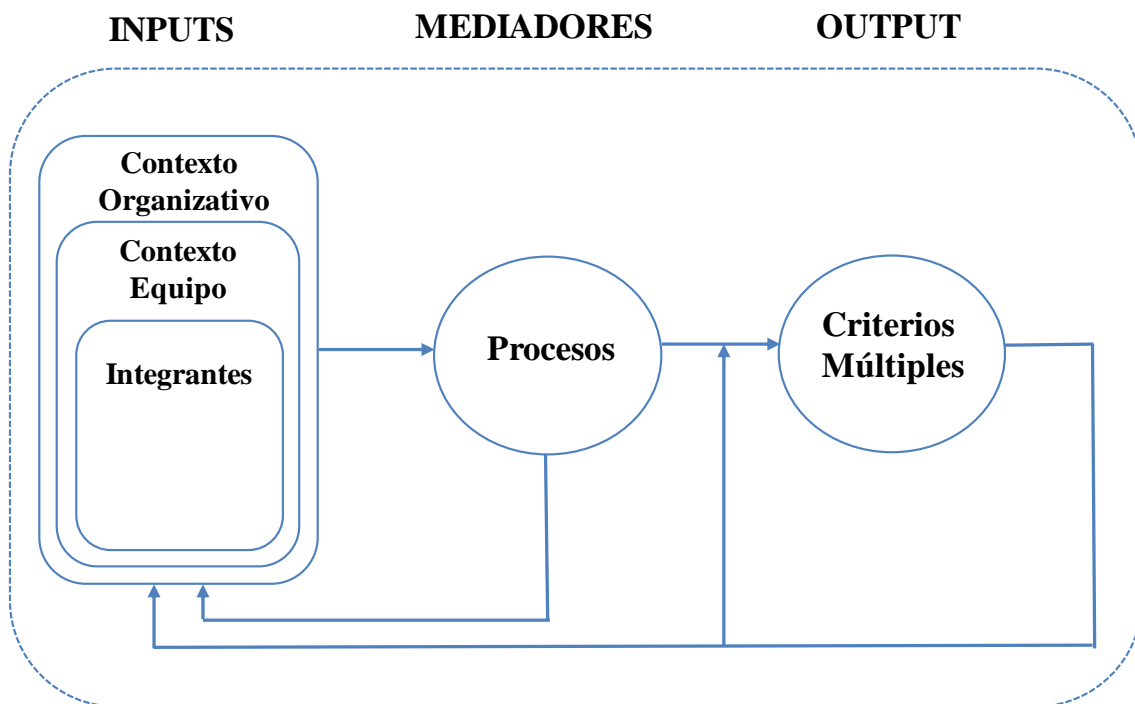 INPUTS
MEDIADORES
OUTPUT
Contexto
Organizativo
Contexto
Equipo
Integrantes
Procesos
Criterios
Múltiples